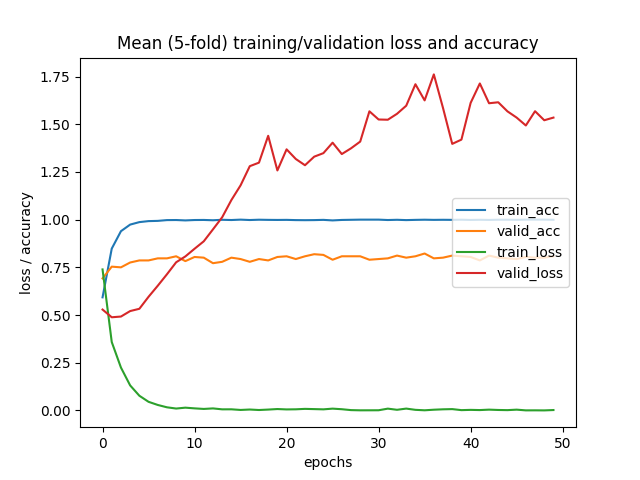 Mean (5-fold) training/validation loss and accuracy
loss / accuracy
1.75
1.50
1.25
1.00
0.75
0.50
0.25
0.00
train_acc
valid_acc
train_loss
valid_loss
0 10 20 30 40 50
epochs